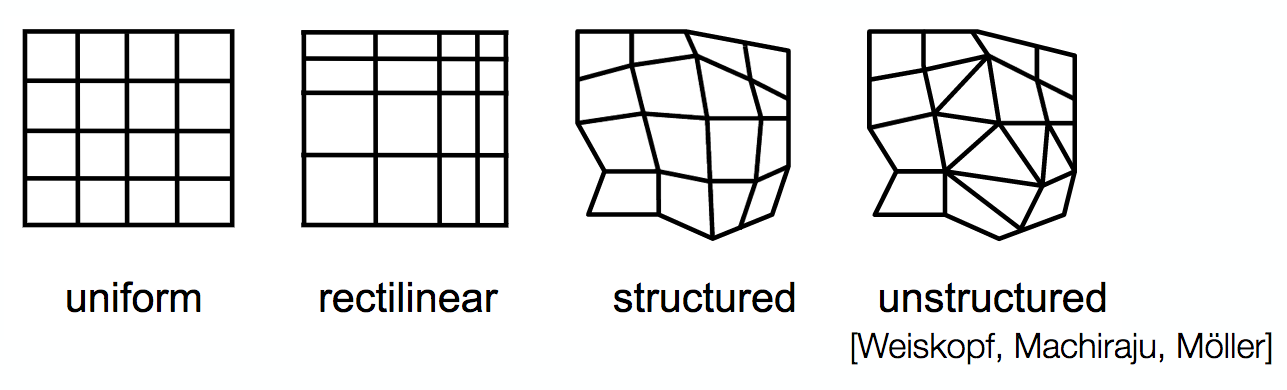 uniform rectilinear structured unstructured
[Weiskopf, Machiraju, Möller]